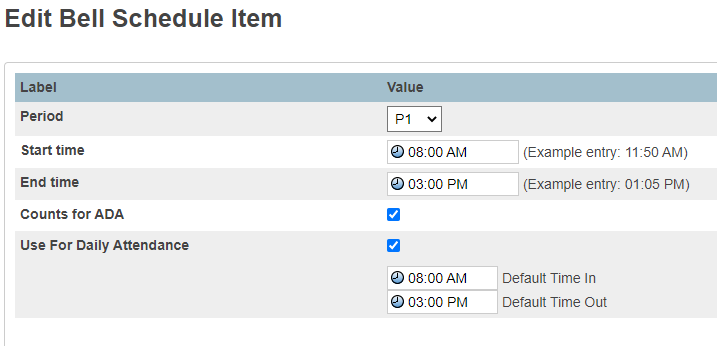 Edit Bell Schedule Item
Label Value
Period P1
Start time 08:00 AM (Example entry: 11:50 AM)
End time 03:00 PM (Example entry: 01:05 PM)
Counts for ADA
Use For Daily Attendance
08:00 AM Default Time In
03:00 PM Default Time Out